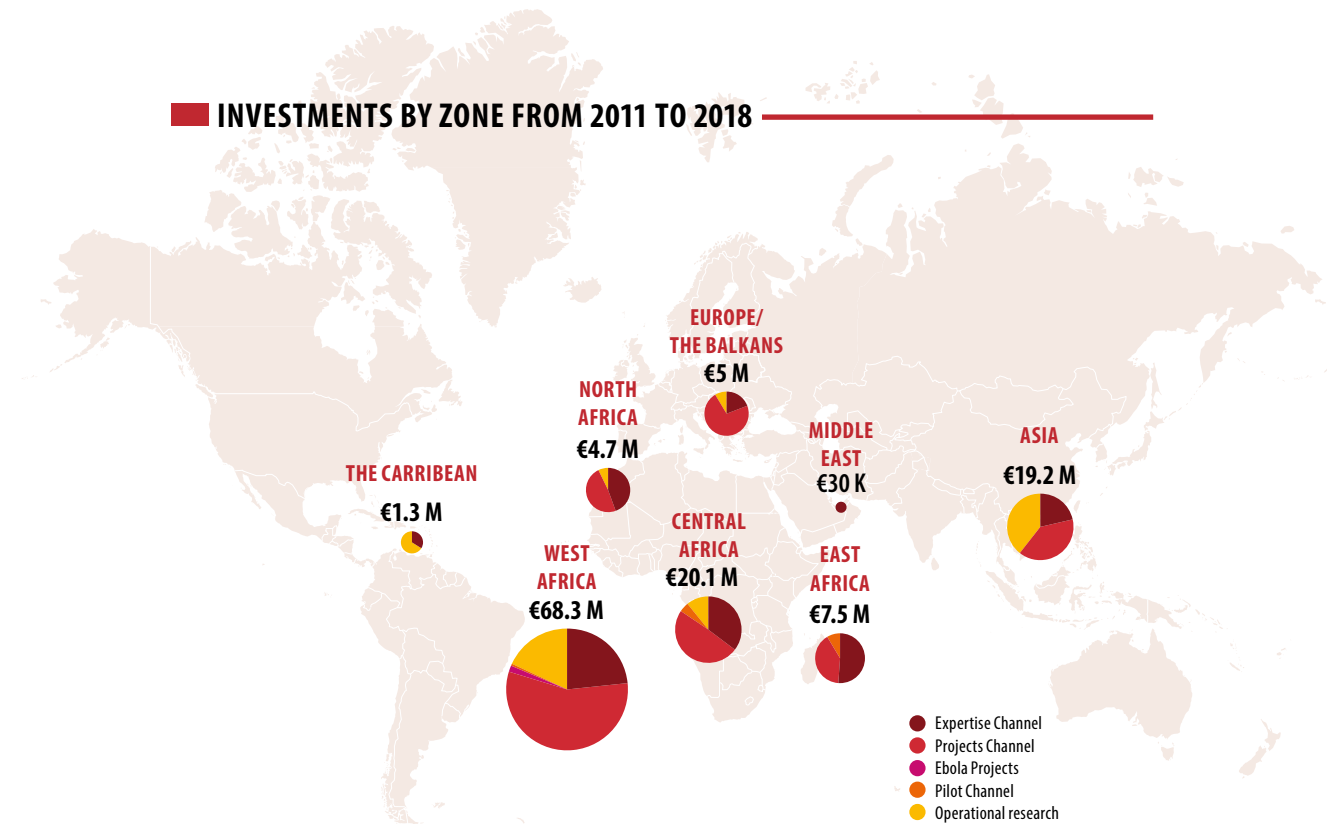 INVESTMENTS BY ZONE FROM 2011 TO 2018
EUROPE/
THE BALKANS
€5 M
NORTH
AFRICA
€4.7 M
MIDDLE
EAST
€30 K
ASIA
€19.2 M
THE CARRIBEAN
€1.3 M
WEST
AFRICA
€68.3 M
CENTRAL
AFRICA
€20.1 M
EAST
AFRICA
€7.5 M
Expertise Channel
Projects Channel
Ebola Projects
Pilot Channel
Operational research